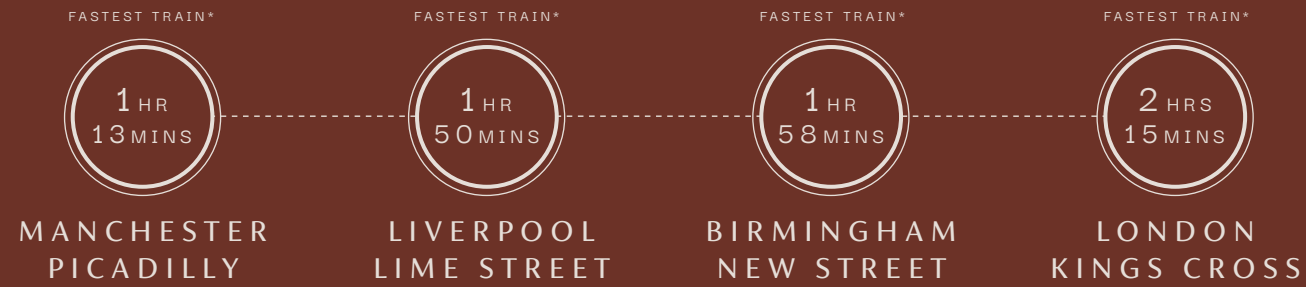 FASTEST TRAIN*
1 HR
13 MINS
MANCHESTER
PICADILLY
FASTEST TRAIN*
1 HR
50 MINS
LIVERPOOL
LIME STREET
FASTEST TRAIN*
1 HR
58 MINS
BIRMINGHAM
NEW STREET
FASTEST TRAIN*
2 HRS
15 MINS
LONDON
KINGS CROSS